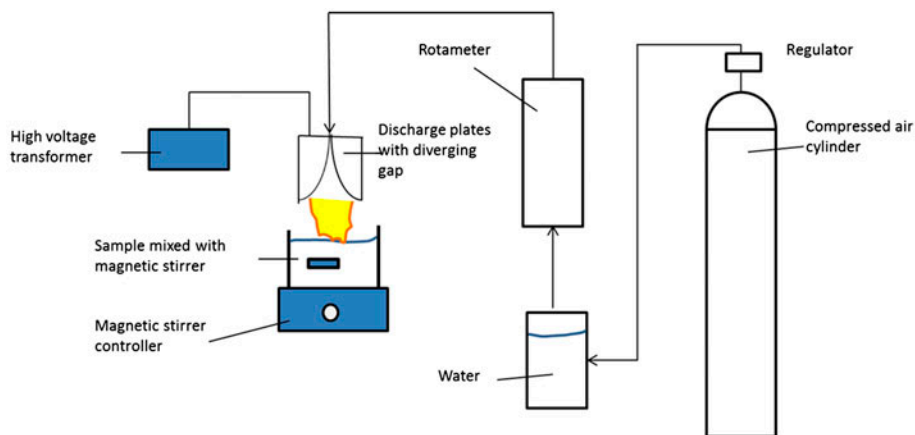 Rotameter
Regulator
High voltage
transformer
Discharge plates
with diverging
gap
Compressed air
cylinder
Sample mixed with
magnetic stirrer
Magnetic stirrer
controller
Water